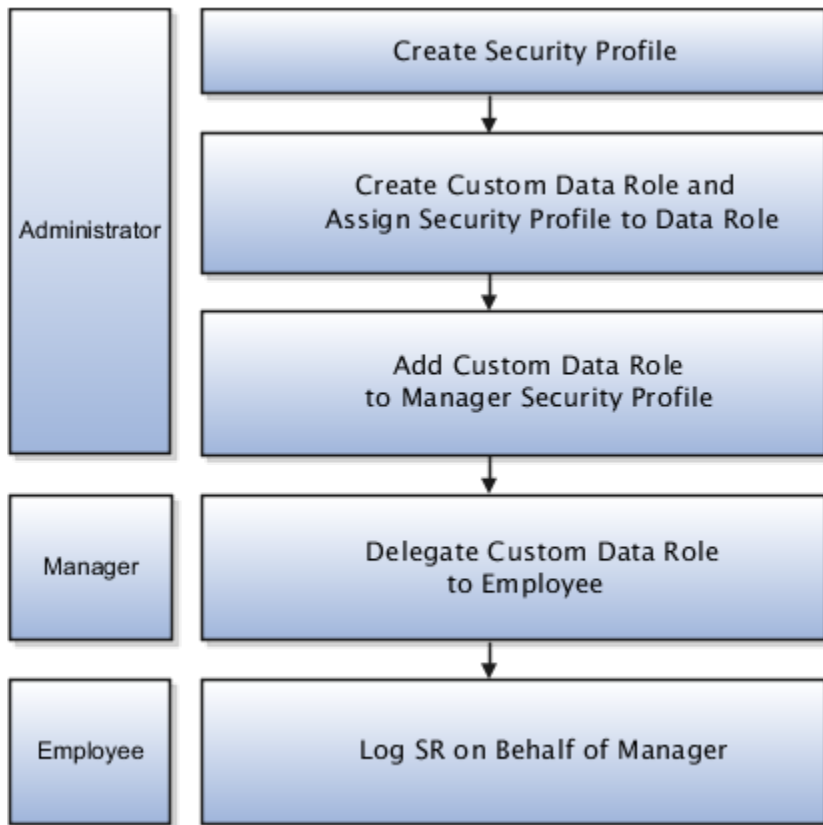 Create Security Profile
Administrator
Create Custom Data Role and
Assign Security Profile to Data Role
Add Custom Data Role
to Manager Security Profile
Manager
Delegate Custom Data Role
to Employee
Employee
Log SR on Behalf of Manager